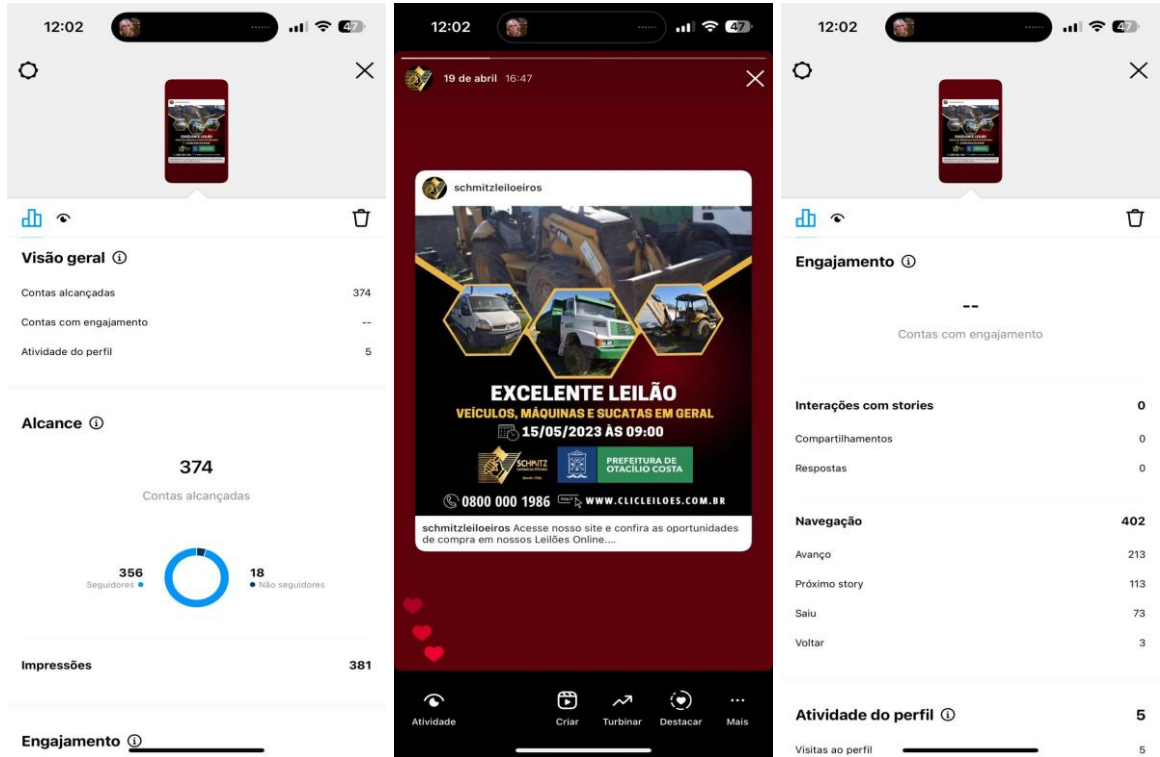 12:02
47
Visão geral
Contas alcançadas 374
Contas com engajamento --
Atividade do perfil 5
Alcance
374
Contas alcançadas
356
Seguidores
18
Não seguidores
Impressões 381
Engajamento
12:02
47
19 de abril 16:47
schmitzleiloeiros
EXCELENTE LEILÃO
VEÍCULOS, MÁQUINAS E SUCATAS EM GERAL
15/05/2023 ÀS 09:00
SCHMITZ
PREFEITURA DE
OTACÍLIO COSTA
0800 000 1986 WWW.CLICLEILOES.COM.BR
schmitzleiloeiros Acesse nosso site e confira as oportunidades
de compra em nossos Leilões Online....
Atividade
Criar
Turbinar
Destacar
Mais
12:02
47
Engajamento
--
Contas com engajamento
Interações com stories 0
Compartilhamentos 0
Respostas 0
Navegação 402
Avanço 213
Próximo story 113
Saiu 73
Voltar 3
Atividade do perfil 5
Visitas ao perfil 5